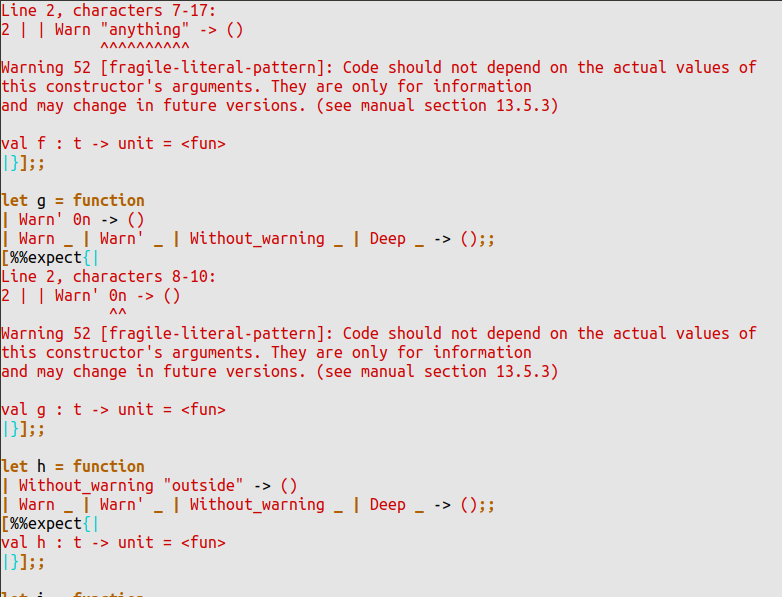 Line 2, characters 7-17:
2 | | Warn "anything" -> ()
^^^^^^^^^^
Warning 52 [fragile-literal-pattern]: Code should not depend on the actual values of
this constructor's arguments. They are only for information
and may change in future versions. (see manual section 13.5.3)
val f : t -> unit = <fun>
|}];;
let g = function
| Warn' 0n -> ()
| Warn _ | Warn' _ | Without_warning _ | Deep _ -> ();;
[%%expect{|
Line 2, characters 8-10:
2 | | Warn' 0n -> ()
^^
Warning 52 [fragile-literal-pattern]: Code should not depend on the actual values of
this constructor's arguments. They are only for information
and may change in future versions. (see manual section 13.5.3)
val g : t -> unit = <fun>
|}];;
let h = function
| Without_warning "outside" -> ()
| Warn _ | Warn' _ | Without_warning _ | Deep _ -> ();;
[%%expect{|
val h : t -> unit = <fun>
|}];;